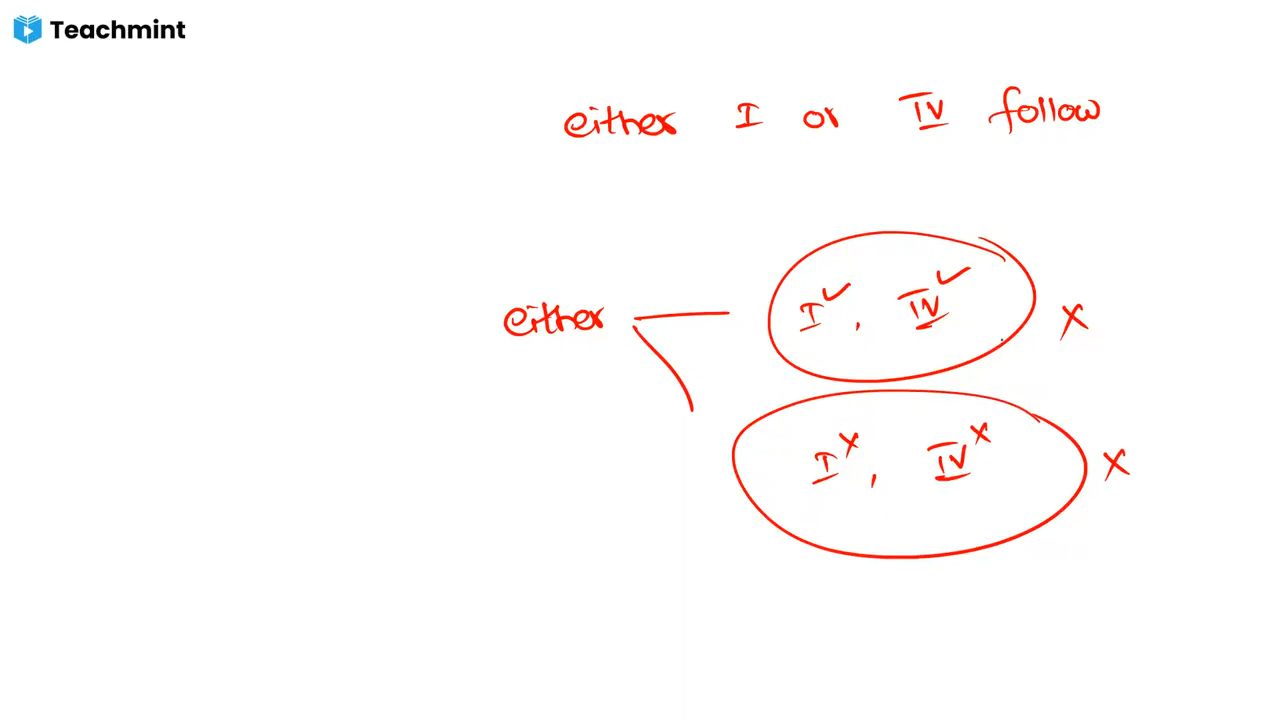 Teachmint
either I or IV follow
either I ✓, IV ✓ X
I X, IV X X